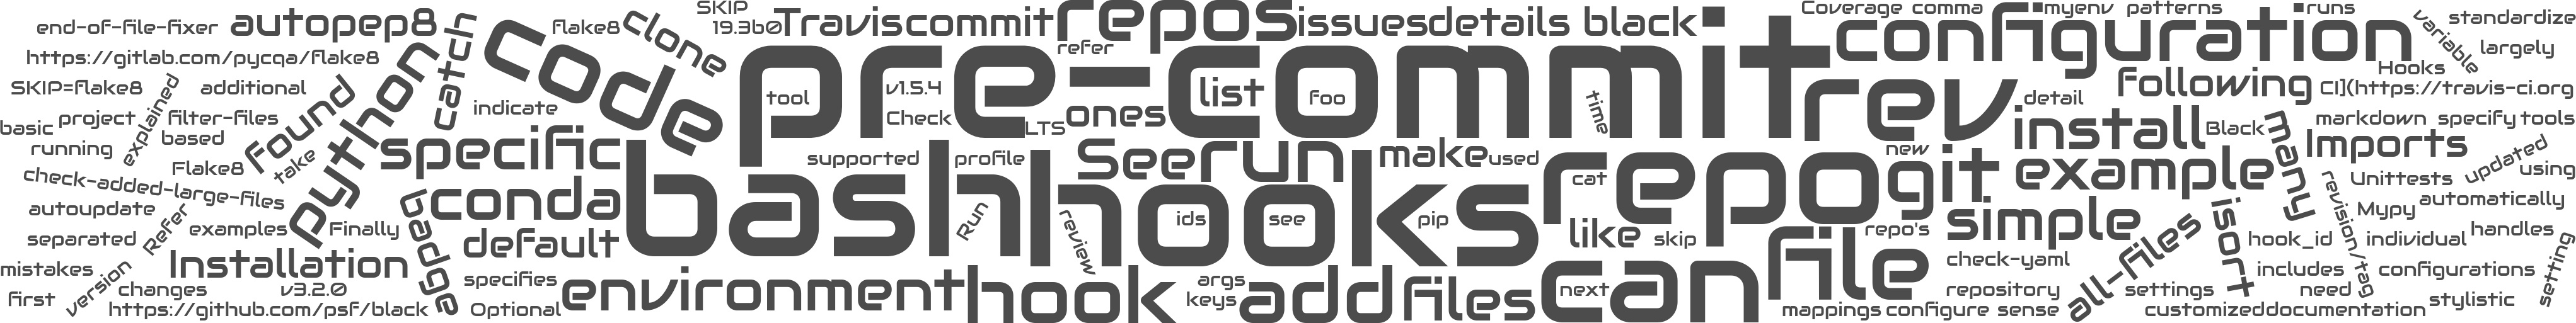 end-of-file-fixer
autopep8
catch
code
flake8
clone
SKIP
19.3b0
Travis
commit
repos
refer
issues
details
black
Coverage
comma
myenv
patterns
runs
variable
standardize
https://gitlab.com/pycqa/flake8
SKIP=flake8
additional
explained
found
python
indicate
pre-commit
tool
v1.5.4
Check
LTS
ones
list
foo
time
rev
configuration
following
detail
Hooks
largely
CI](https://travis-ci.org
basic
project
filter-files
based
running
Flake8
take
specific
bash
supported
profile
See
run
make
used
install
Black
many
markdown
specify
tools
Imports
check-added-large-files
autoupdate
Refer
examples
Finally
badge
conda
default
hooks
Run
review
ids
see
pip
repo
cat
new
git
example
revision/tag
Unittests
updated
using
Mypy
automatically
separated
mistakes
version
Installation
changes
v3.2.0
first
https://github.com/psf/black
specifies
Optional
environment
hook
args
keys
add
files
like
skip
next
can
file
repo's
simple
check-yaml
repository
mappings
configure
sense
all-files
isort
hook_id
individual
handles
includes
configurations
settings
need
customized
documentation
stylistic
setting